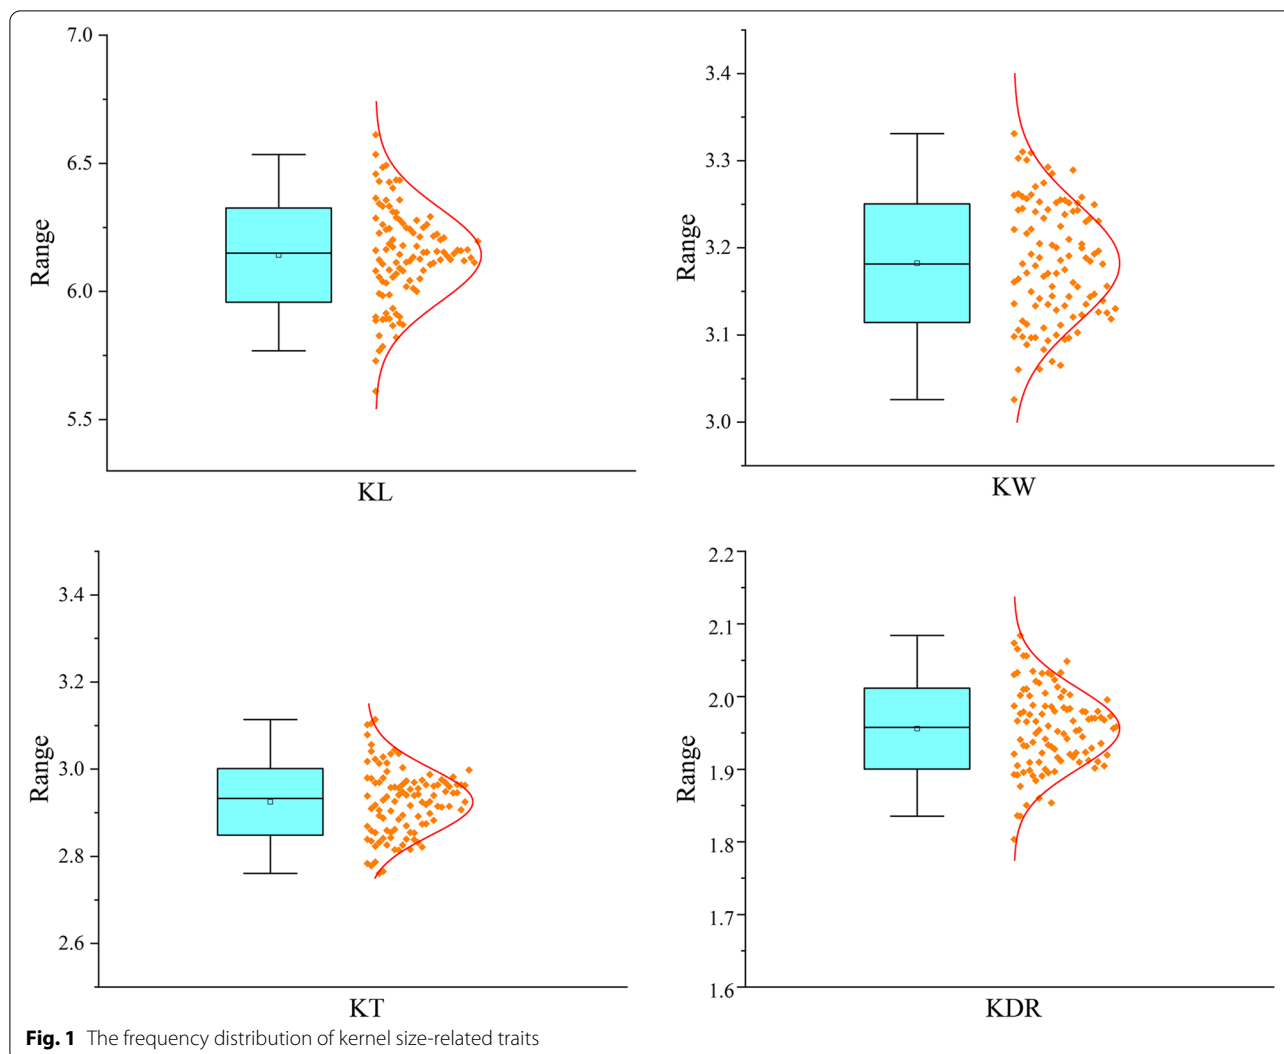 7.0
6.5
6.0
5.5
Range
KL
3.4
3.3
3.2
3.1
3.0
Range
KW
3.4
3.2
3.0
2.8
2.6
Range
KT
2.2
2.1
2.0
1.9
1.8
1.7
1.6
Range
KDR
Fig. 1 The frequency distribution of kernel size-related traits